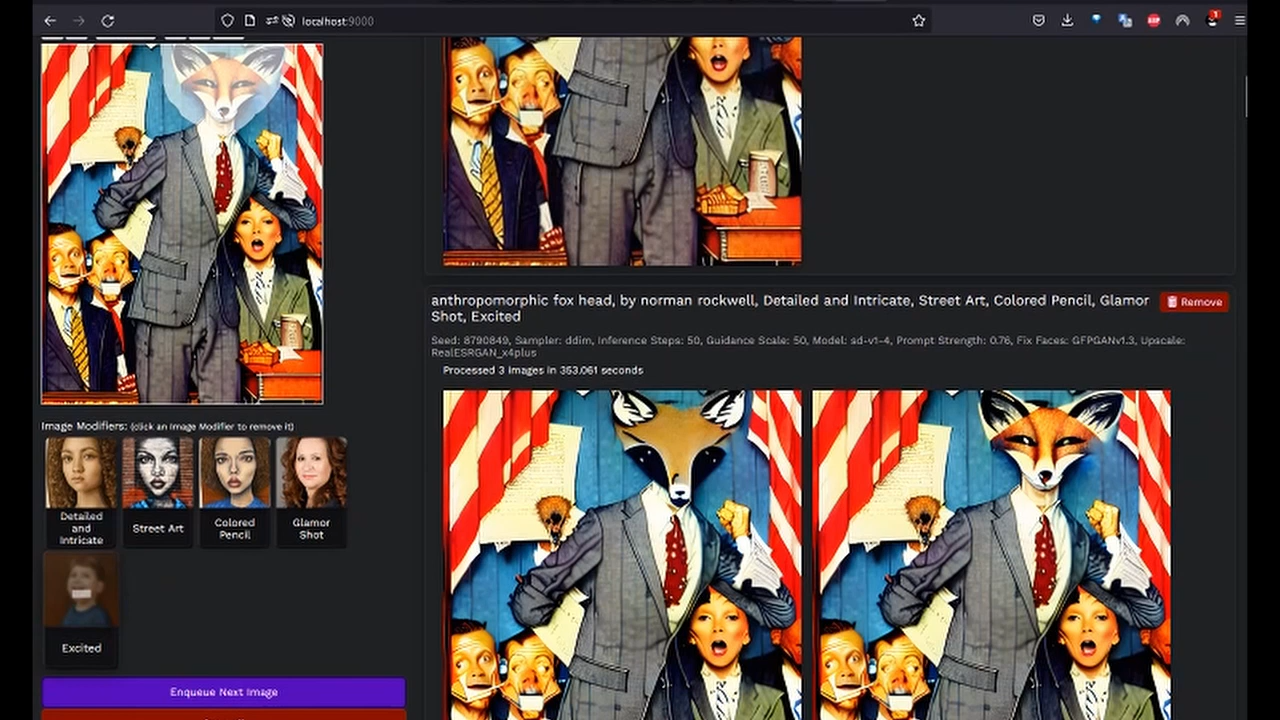 localhost:9000
1
anthropomorphic fox head, by norman rockwell, Detailed and Intricate, Street Art, Colored Pencil, Glamor
Shot, Excited
Remove
Seed: 8790849, Sampler: ddim, Inference Steps: 50, Guidance Scale: 50, Model: sd-v1-4, Prompt Strength: 0.76, Fix Faces: GFPGANv1.3, Upscale:
RealESRGAN_x4plus
Processed 3 images in 353.061 seconds
Image Modifiers: (click an Image Modifier to remove it)
Detailed
and
Intricate
Street Art
Colored
Pencil
Glamor
Shot
Excited
Enqueue Next Image